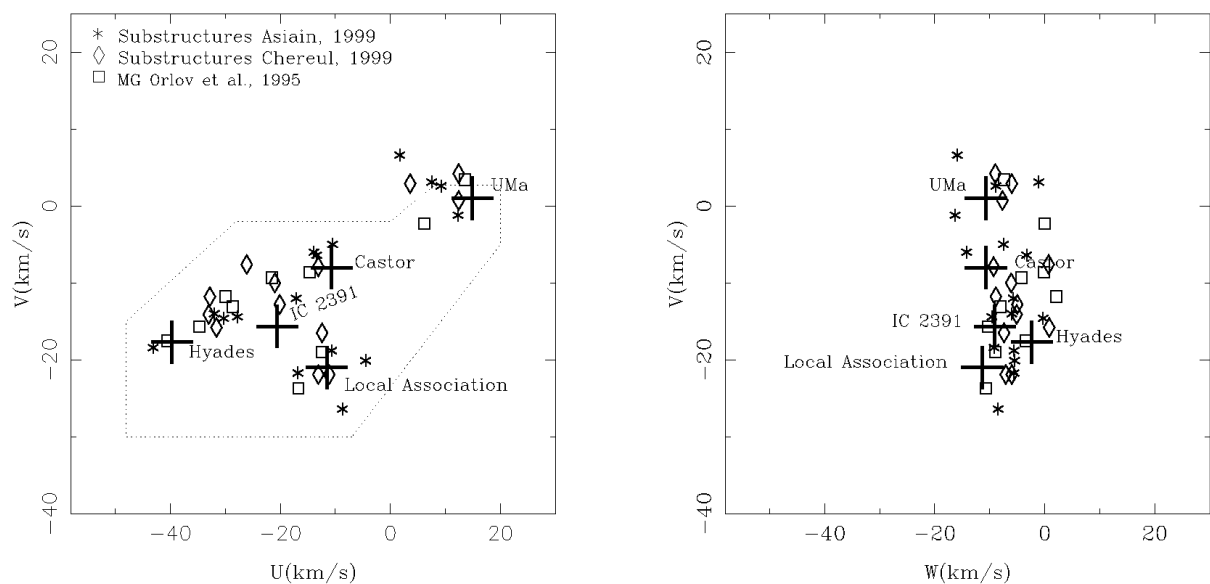 20
0
−20
−40
V(km/s)
* Substructures Asiain, 1999
◇ Substructures Chereul, 1999
□ MG Orlov et al., 1995
UMa
Castor
IC 2391
Hyades
Local Association
−40 −20 0 20
U(km/s)
20
0
−20
−40
V(km/s)
UMa
Castor
IC 2391
Hyades
Local Association
−40 −20 0 20
W(km/s)